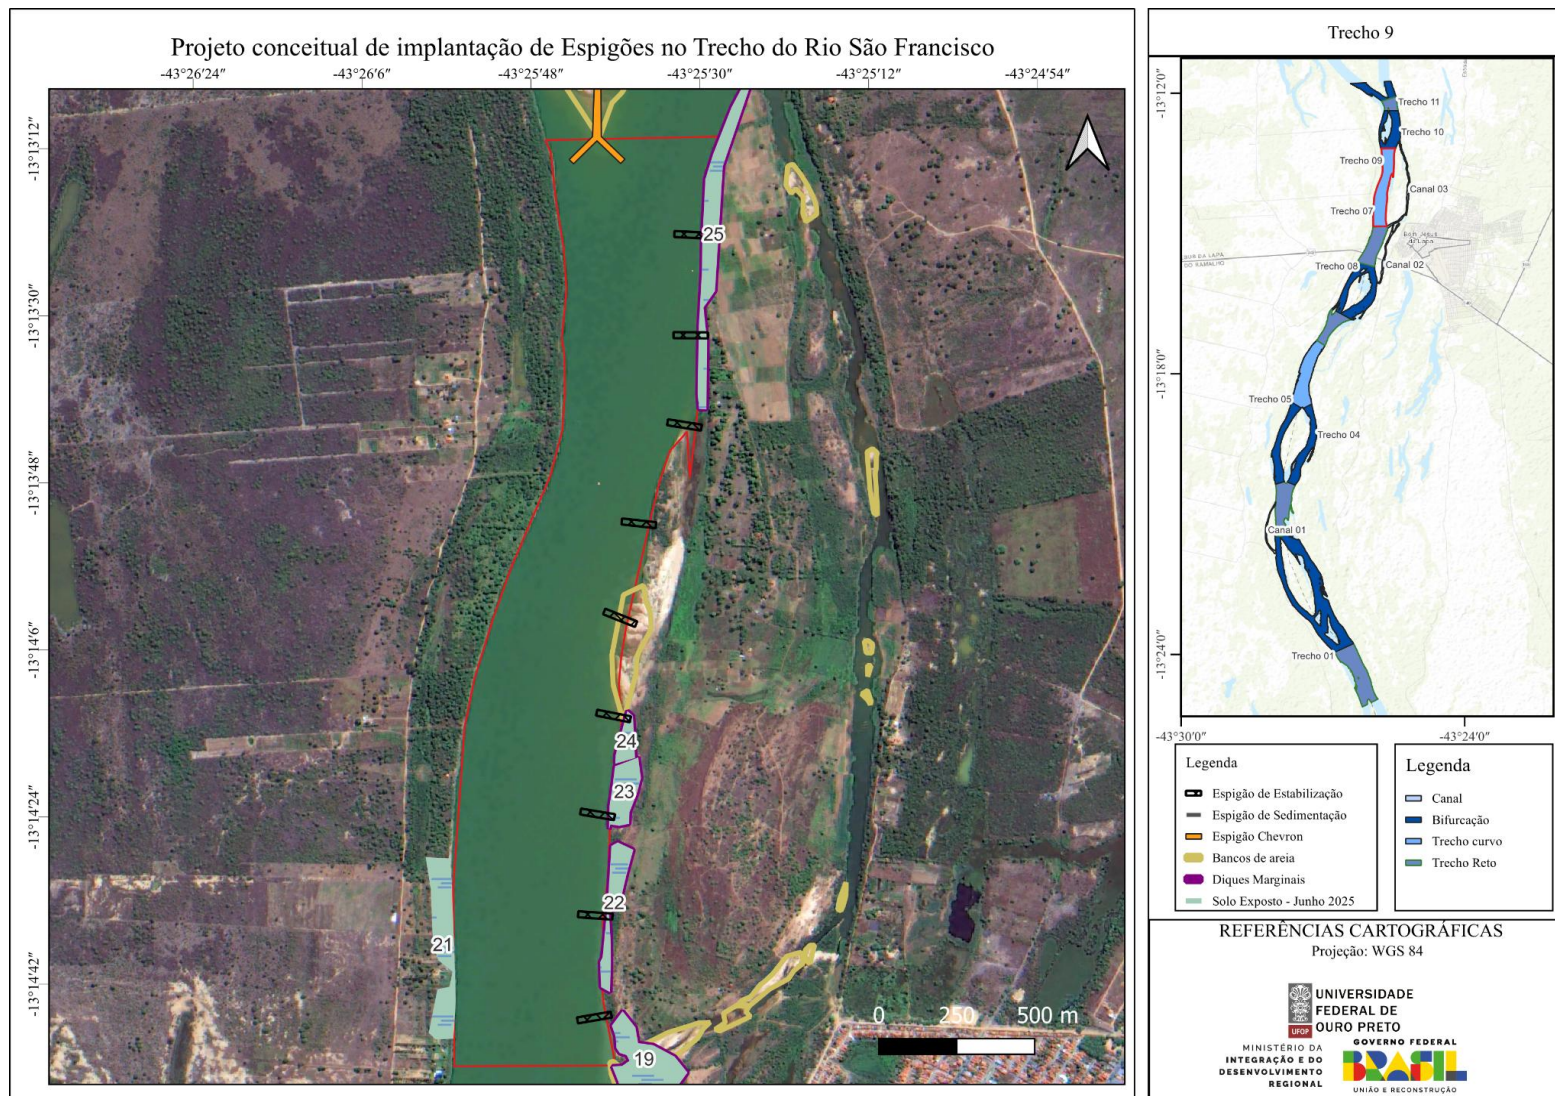 Projeto conceitual de implantação de Espigões no Trecho do Rio São Francisco
-43°26'24″ -43°26'6″ -43°25'48″ -43°25'30″ -43°25'12″ -43°24'54″
-13°13'12″
-13°13'30″
-13°13'48″
-13°14'6″
-13°14'24″
-13°14'42″
25
24
23
22
21
19
0 250 500 m
Trecho 9
-13°12'0″
-13°18'0″
-13°24'0″
Trecho 11
Trecho 10
Trecho 09
Canal 03
Trecho 07
Bom Jesus
da Lapa
Trecho 08
Canal 02
Trecho 05
Trecho 04
Canal 01
Trecho 01
-43°30'0″ -43°24'0″
Legenda
Espigão de Estabilização
Espigão de Sedimentação
Espigão Chevron
Bancos de areia
Diques Marginais
Solo Exposto - Junho 2025
Legenda
Canal
Bifurcação
Trecho curvo
Trecho Reto
REFERÊNCIAS CARTOGRÁFICAS
Projeção: WGS 84
UFOP
UNIVERSIDADE
FEDERAL DE
OURO PRETO
MINISTÉRIO DA
INTEGRAÇÃO E DO
DESENVOLVIMENTO
REGIONAL
GOVERNO FEDERAL
BRASIL
UNIÃO E RECONSTRUÇÃO